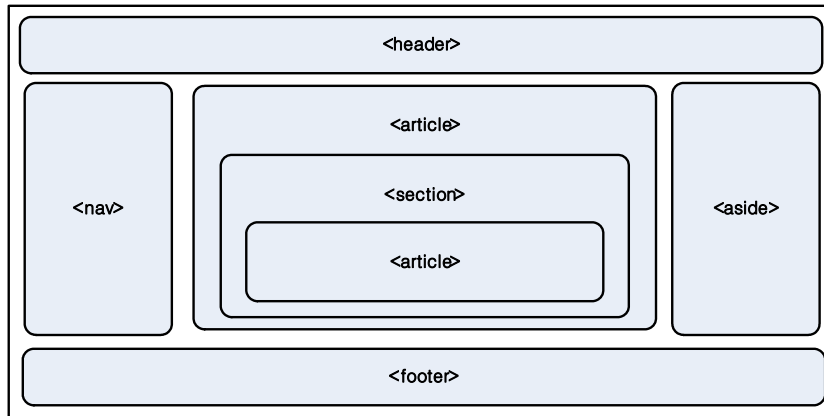 <header>
<article>
<section>
<nav>
<aside>
<article>
<footer>